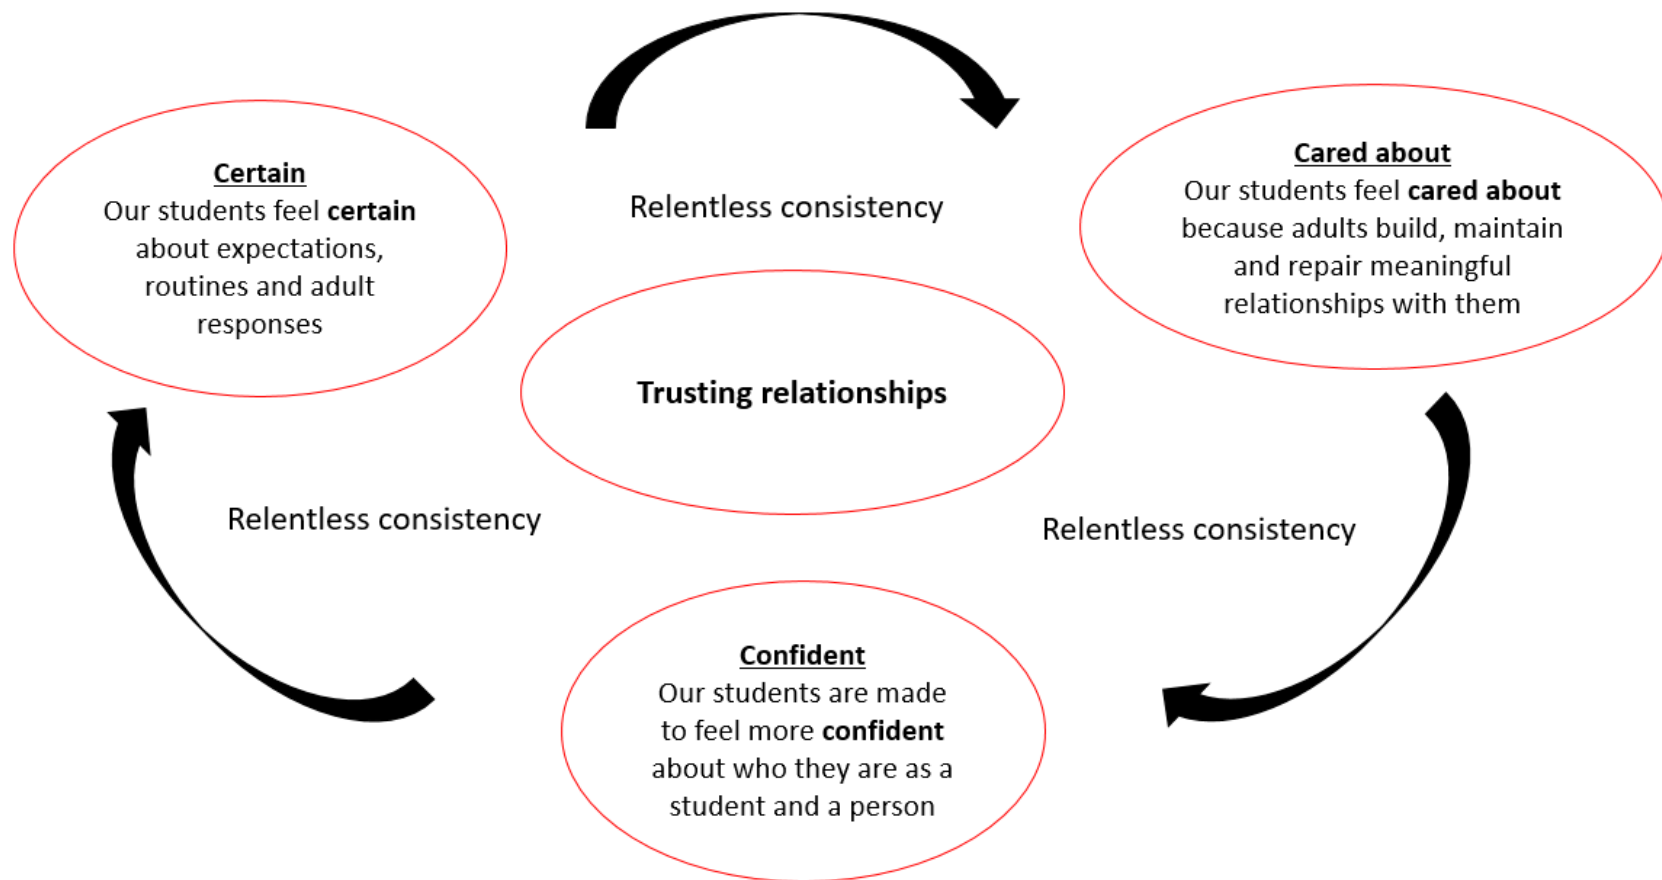 Certain
Our students feel certain
about expectations,
routines and adult
responses
Relentless consistency
Cared about
Our students feel cared about
because adults build, maintain
and repair meaningful
relationships with them
Trusting relationships
Relentless consistency
Relentless consistency
Confident
Our students are made
to feel more confident
about who they are as a
student and a person